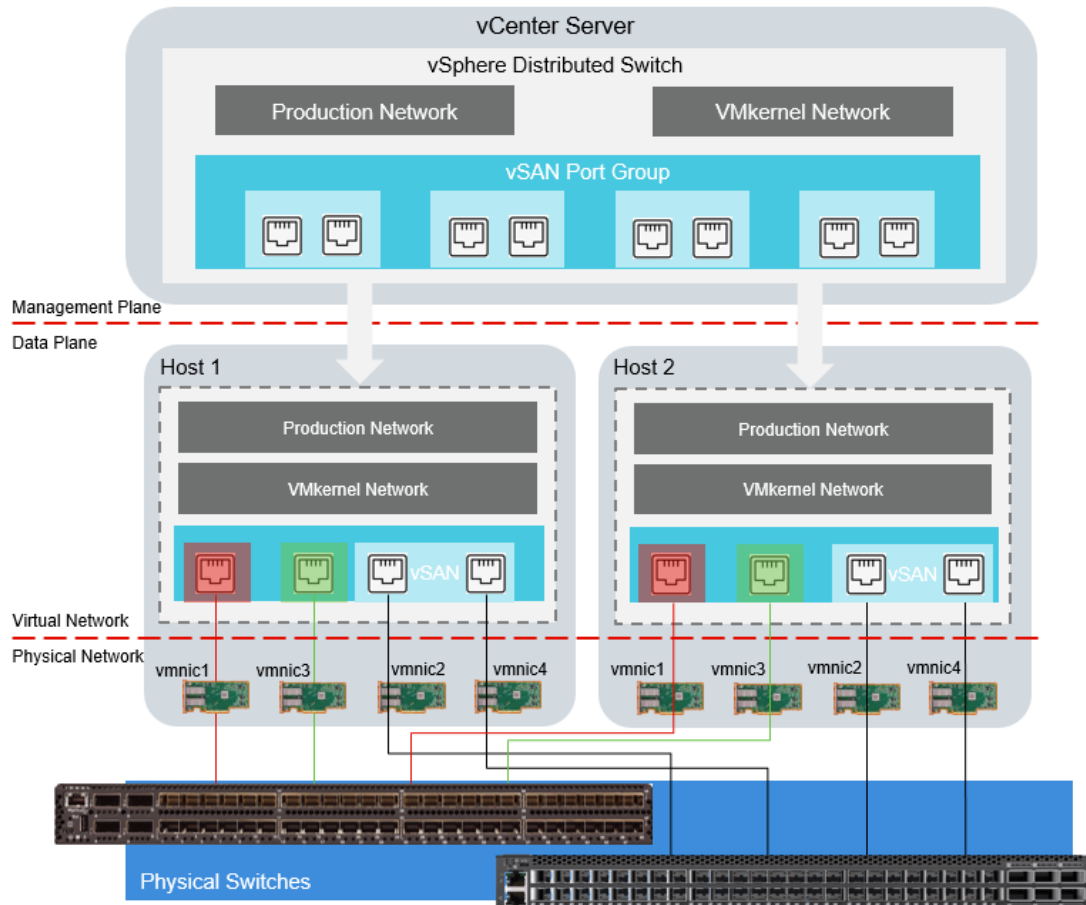 vCenter Server
vSphere Distributed Switch
Production Network
VMkernel Network
vSAN Port Group
Management Plane
Data Plane
Host 1
Host 2
Production Network
Production Network
VMkernel Network
VMkernel Network
vSAN
vSAN
Virtual Network
Physical Network
vmnic1
vmnic3
vmnic2
vmnic4
vmnic1
vmnic3
vmnic2
vmnic4
Physical Switches